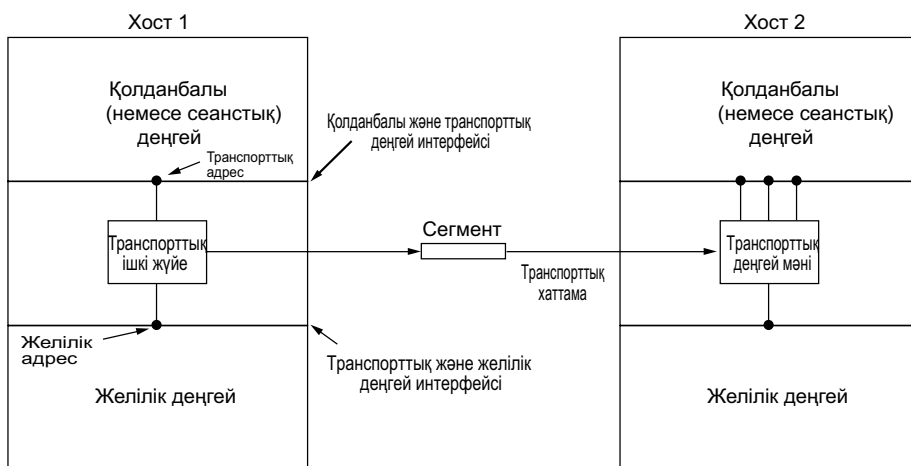 Хост 1
Хост 2
Қолданбалы
(немесе сеанстық)
деңгей
Қолданбалы және транспорттық
деңгей интерфейсі
Қолданбалы
(немесе сеанстық)
деңгей
Транспорттық
адрес
Транспорттық
ішкі жүйе
Сегмент
Транспорттық
хаттама
Транспорттық
деңгей мәні
Желілік
адрес
Транспорттық және желілік
деңгей интерфейсі
Желілік деңгей
Желілік деңгей